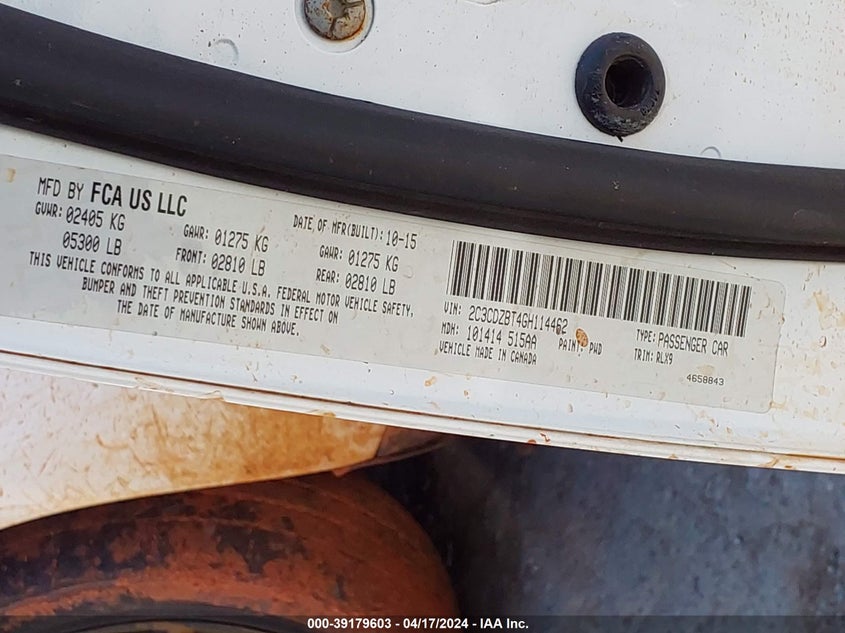 MFD BY FCA US LLC
DATE OF MFR(BUILT): 10-15
GVWR: 02405 KG
GAWR: 01275 KG
GAWR: 01275 KG
05300 LB
FRONT: 02810 LB
REAR: 02810 LB
THIS VEHICLE CONFORMS TO ALL APPLICABLE U.S.A. FEDERAL MOTOR VEHICLE SAFETY,
BUMPER AND THEFT PREVENTION STANDARDS IN EFFECT ON
THE DATE OF MANUFACTURE SHOWN ABOVE.
VIN: 2C3CDZBT4GH114462
TYPE: PASSENGER CAR
MDH: 101414 515AA
PAINT: PWD
TRIM: RLX9
VEHICLE MADE IN CANADA
4658843
000-39179603 - 04/17/2024 - IAA Inc.